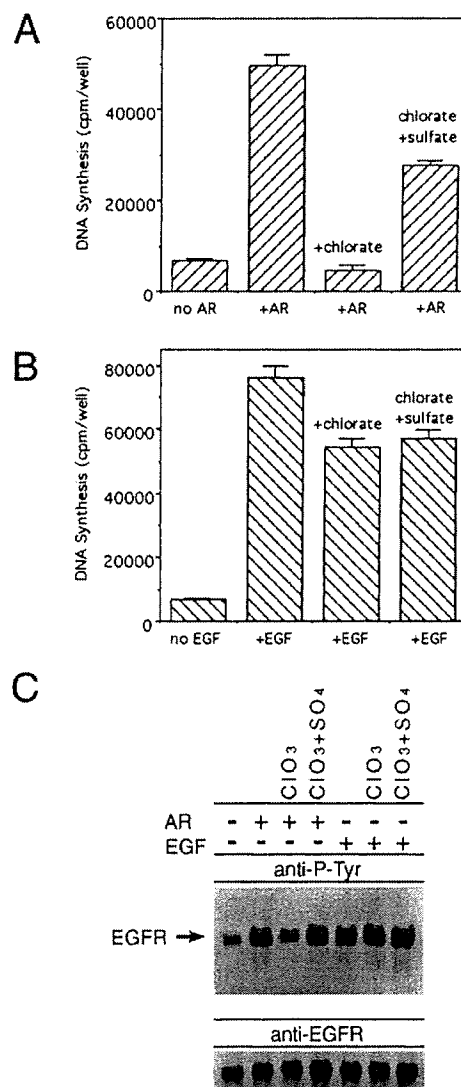 A
DNA Synthesis (cpm/well)
60000
40000
20000
0
+chlorate
chlorate
+sulfate
no AR +AR +AR +AR
B
DNA Synthesis (cpm/well)
80000
60000
40000
20000
0
+chlorate
chlorate
+sulfate
no EGF +EGF +EGF +EGF
C
ClO3
ClO3+SO4
ClO3
ClO3+SO4
AR - + + + - - -
EGF - - - - + + +
anti-P-Tyr
EGFR
anti-EGFR